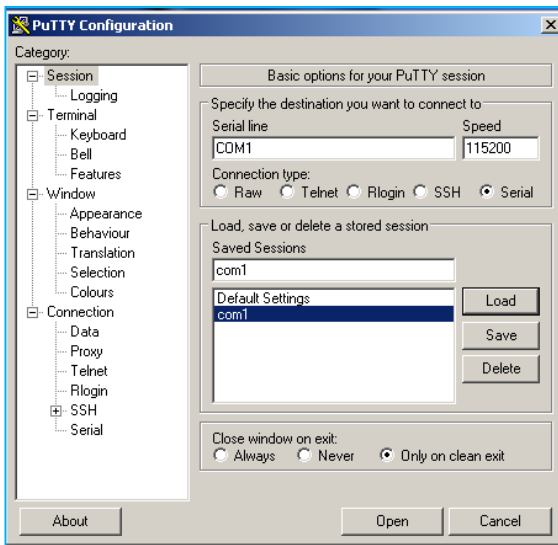 PuTTY Configuration
Category:
Session
Logging
Terminal
Keyboard
Bell
Features
Window
Appearance
Behaviour
Translation
Selection
Colours
Connection
Data
Proxy
Telnet
Rlogin
SSH
Serial
Basic options for your PuTTY session
Specify the destination you want to connect to
Serial line Speed
COM1 115200
Connection type:
Raw Telnet Rlogin SSH Serial
Load, save or delete a stored session
Saved Sessions
com1
Default Settings
com1
Load
Save
Delete
Close window on exit:
Always Never Only on clean exit
About Open Cancel